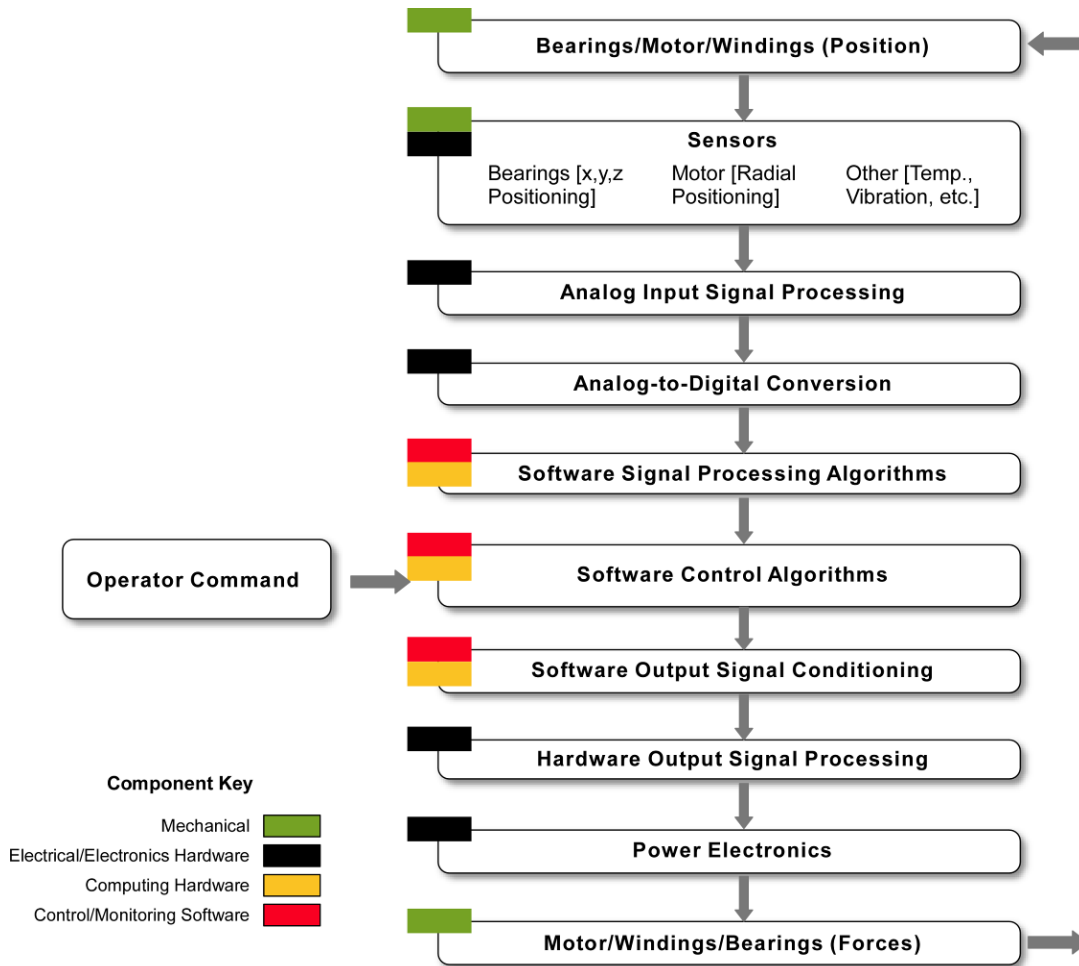 Bearings/Motor/Windings (Position)
Sensors
Bearings [x,y,z
Positioning]
Motor [Radial
Positioning]
Other [Temp.,
Vibration, etc.]
Analog Input Signal Processing
Analog-to-Digital Conversion
Software Signal Processing Algorithms
Operator Command
Software Control Algorithms
Software Output Signal Conditioning
Hardware Output Signal Processing
Power Electronics
Motor/Windings/Bearings (Forces)
Component Key
Mechanical
Electrical/Electronics Hardware
Computing Hardware
Control/Monitoring Software